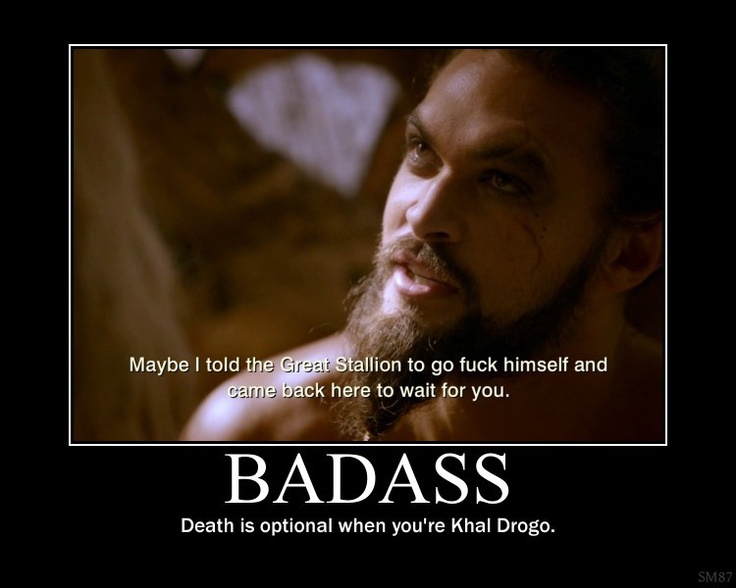 Maybe I told the Great Stallion to go fuck himself and
came back here to wait for you.
BADASS
Death is optional when you're Khal Drogo.
SM87